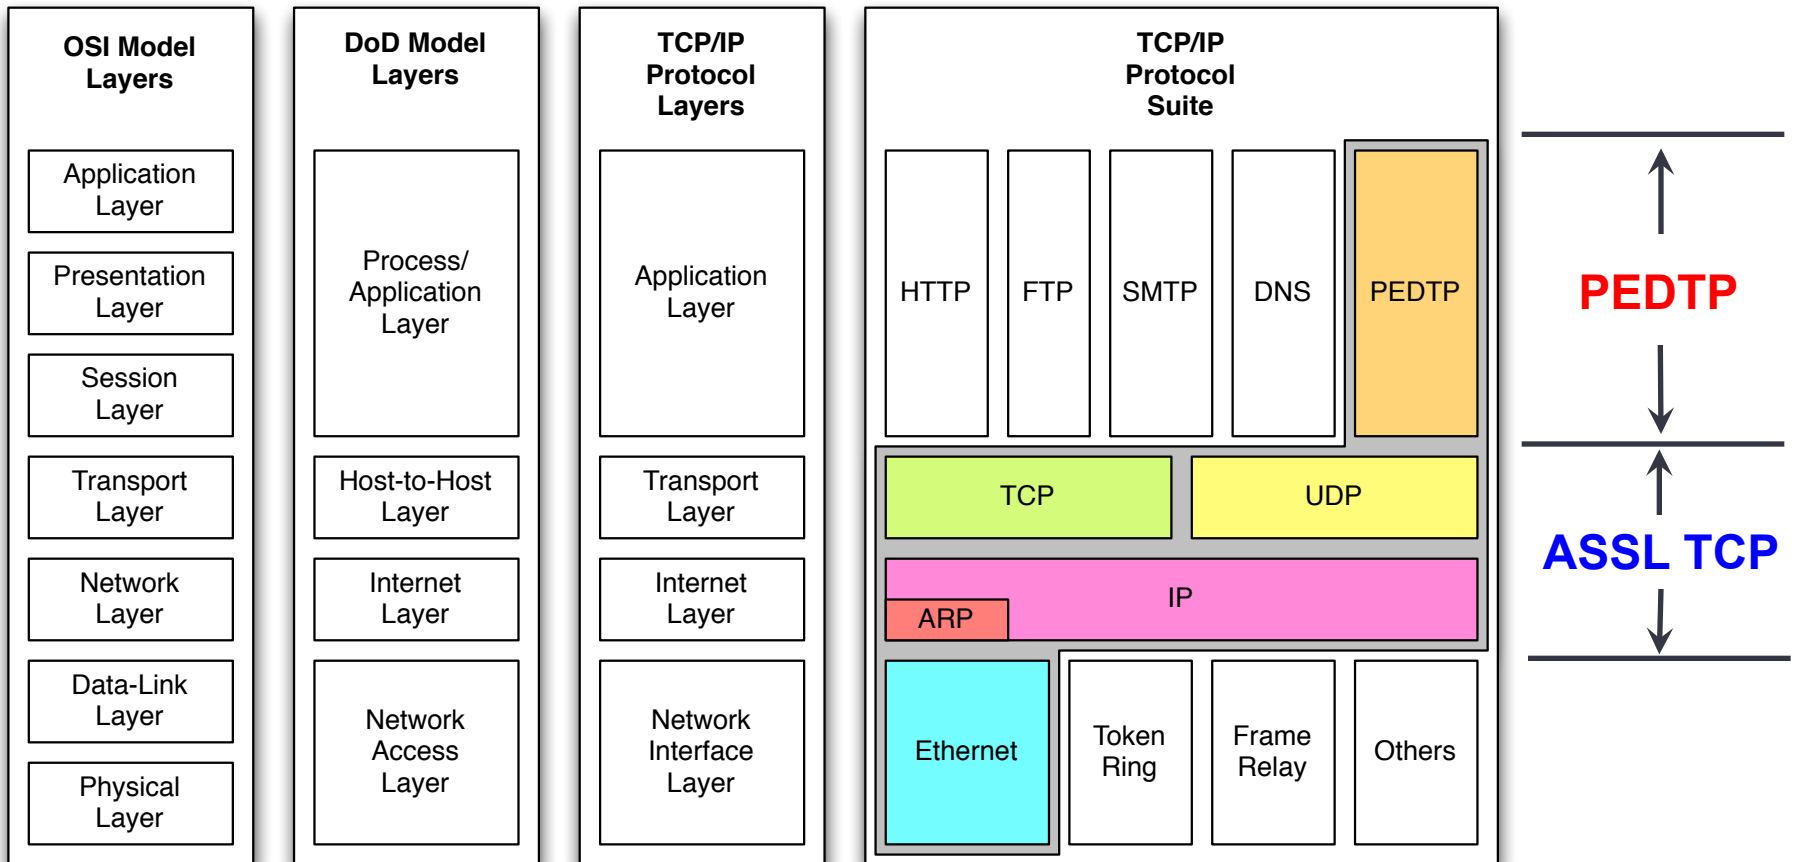 OSI Model
Layers
Application
Layer
Presentation
Layer
Session
Layer
Transport
Layer
Network
Layer
Data-Link
Layer
Physical
Layer
DoD Model
Layers
Process/
Application
Layer
Host-to-Host
Layer
Internet
Layer
Network
Access
Layer
TCP/IP
Protocol
Layers
Application
Layer
Transport
Layer
Internet
Layer
Network
Interface
Layer
TCP/IP
Protocol
Suite
HTTP
FTP
SMTP
DNS
PEDTP
TCP
UDP
IP
ARP
Ethernet
Token
Ring
Frame
Relay
Others
PEDTP
ASSL TCP